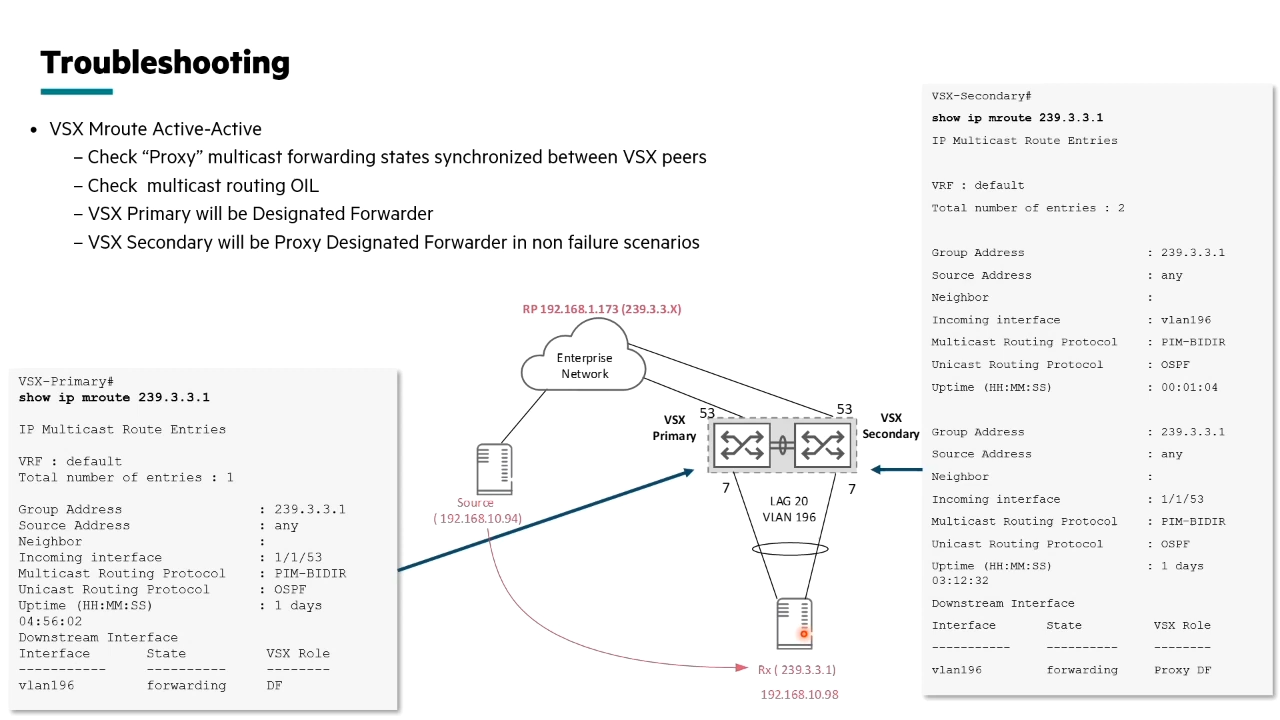 Troubleshooting
• VSX Mroute Active-Active
– Check “Proxy” multicast forwarding states synchronized between VSX peers
– Check  multicast routing OIL
– VSX Primary will be Designated Forwarder
– VSX Secondary will be Proxy Designated Forwarder in non failure scenarios
VSX-Primary#
show ip mroute 239.3.3.1
IP Multicast Route Entries
VRF : default
Total number of entries : 1
Group Address : 239.3.3.1
Source Address : any
Neighbor :
Incoming interface : 1/1/53
Multicast Routing Protocol : PIM-BIDIR
Unicast Routing Protocol : OSPF
Uptime (HH:MM:SS) : 1 days
04:56:02
Downstream Interface
Interface State VSX Role
----------- ---------- --------
vlan196 forwarding DF
RP 192.168.1.173 (239.3.3.X)
Enterprise
Network
53
53
VSX
Primary
VSX
Secondary
7
7
LAG 20
VLAN 196
Source
( 192.168.10.94)
Rx ( 239.3.3.1)
192.168.10.98
VSX-Secondary#
show ip mroute 239.3.3.1
IP Multicast Route Entries
VRF : default
Total number of entries : 2
Group Address : 239.3.3.1
Source Address : any
Neighbor :
Incoming interface : vlan196
Multicast Routing Protocol : PIM-BIDIR
Unicast Routing Protocol : OSPF
Uptime (HH:MM:SS) : 00:01:04
Group Address : 239.3.3.1
Source Address : any
Neighbor :
Incoming interface : 1/1/53
Multicast Routing Protocol : PIM-BIDIR
Unicast Routing Protocol : OSPF
Uptime (HH:MM:SS) : 1 days
03:12:32
Downstream Interface
Interface State VSX Role
----------- ---------- --------
vlan196 forwarding Proxy DF